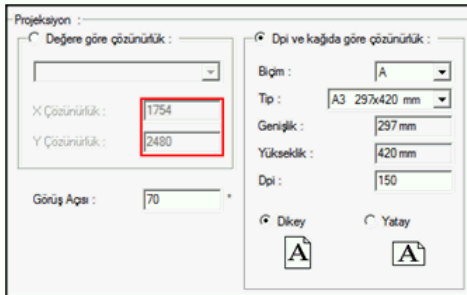 Projeksiyon :
Değere göre çözünürlük :
X Çözünürlük :
1754
Y Çözünürlük :
2480
Görüş Açısı :
70
°
Dpi ve kağıda göre çözünürlük :
Biçim :
A
Tip :
A3 297x420 mm
Genişlik :
297 mm
Yükseklik :
420 mm
Dpi :
150
Dikey
Yatay
A
A